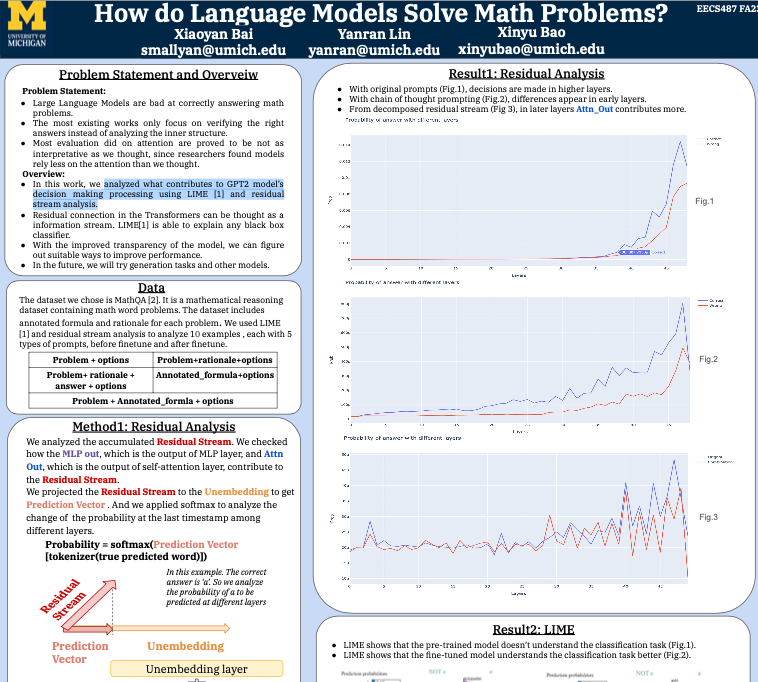 How do Language Models Solve Math Problems?
EECS487 FA23
UNIVERSITY OF
MICHIGAN
Xiaoyan Bai
smallyan@umich.edu
Yanran Lin
yanran@umich.edu
Xinyu Bao
xinyubao@umich.edu
Problem Statement and Overveiw
Problem Statement:
● Large Language Models are bad at correctly answering math
problems.
● The most existing works only focus on verifying the right
answers instead of analyzing the inner structure.
● Most evaluation did on attention are proved to be not as
interpretative as we thought, since researchers found models
rely less on the attention than we thought.
Overview:
● In this work, we analyzed what contributes to GPT2 model's
decision making processing using LIME [1] and residual
stream analysis.
● Residual connection in the Transformers can be thought as a
information stream. LIME[1] is able to explain any black box
classifier.
● With the improved transparency of the model, we can figure
out suitable ways to improve performance.
● In the future, we will try generation tasks and other models.
Data
The dataset we chose is MathQA [2]. It is a mathematical reasoning
dataset containing math word problems. The dataset includes
annotated formula and rationale for each problem. We used LIME
[1] and residual stream analysis to analyze 10 examples , each with 5
types of prompts, before finetune and after finetune.
Problem + options
Problem+rationale+options
Problem+ rationale +
answer + options
Annotated_formula+options
Problem + Annotated_formla + options
Method1: Residual Analysis
We analyzed the accumulated Residual Stream. We checked
how the MLP out, which is the output of MLP layer, and Attn
Out, which is the output of self-attention layer, contribute to
the Residual Stream.
We projected the Residual Stream to the Unembedding to get
Prediction Vector . And we applied softmax to analyze the
change of the probability at the last timestamp among
different layers.
Probability = softmax(Prediction Vector
[tokenizer(true predicted word)])
In this example. The correct
answer is 'a'. So we analyze
the probability of a to be
predicted at different layers
Residual
Stream
Prediction
Vector
Unembedding
Unembedding layer
Result1: Residual Analysis
● With original prompts (Fig.1), decisions are made in higher layers.
● With chain of thought prompting (Fig.2), differences appear in early layers.
● From decomposed residual stream (Fig 3), in later layers Attn_Out contributes more.
Probability of answer with different layers
Fig.1
Layers
Probability of answer with different layers
Fig.2
Layers
Probability of answer with different layers
Fig.3
Layers
Result2: LIME
● LIME shows that the pre-trained model doesn't understand the classification task (Fig.1).
● LIME shows that the fine-tuned model understands the classification task better (Fig.2).
Prediction probabilities
NOT a
a
Prediction probabilities
NOT a
a